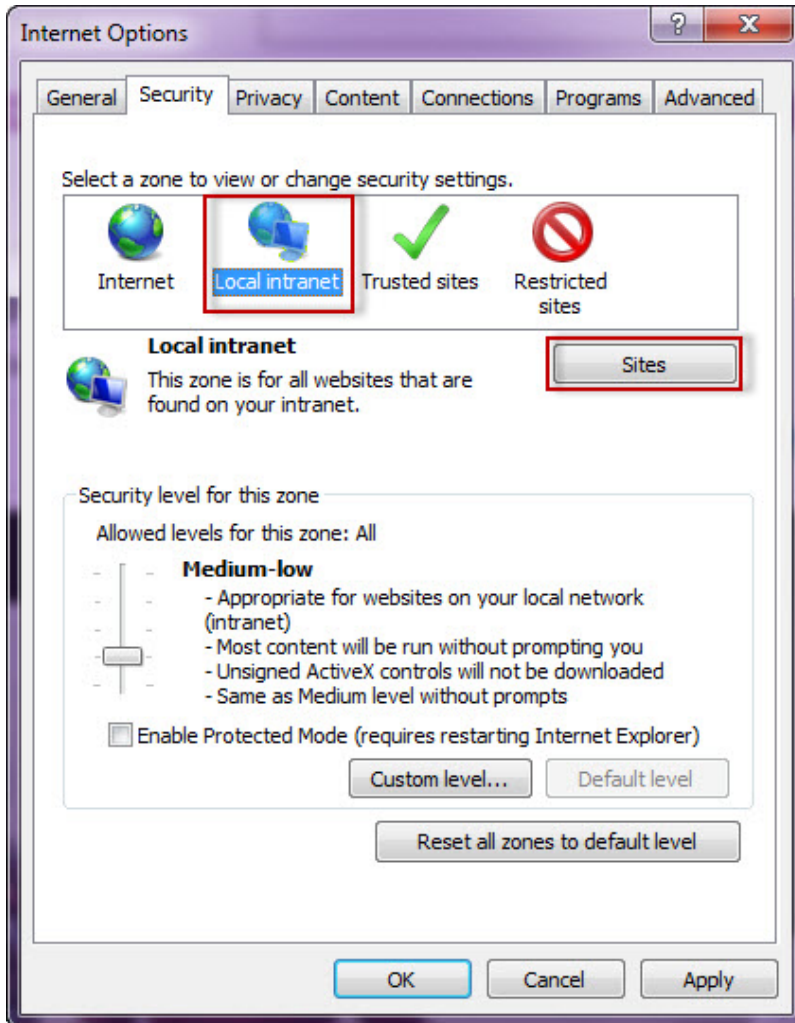 Internet Options
?
X
General Security Privacy Content Connections Programs Advanced
Select a zone to view or change security settings.
Internet Local intranet Trusted sites Restricted
sites
Local intranet
Sites
This zone is for all websites that are
found on your intranet.
Security level for this zone
Allowed levels for this zone: All
Medium-low
- Appropriate for websites on your local network
(intranet)
- Most content will be run without prompting you
- Unsigned ActiveX controls will not be downloaded
- Same as Medium level without prompts
Enable Protected Mode (requires restarting Internet Explorer)
Custom level... Default level
Reset all zones to default level
OK Cancel Apply